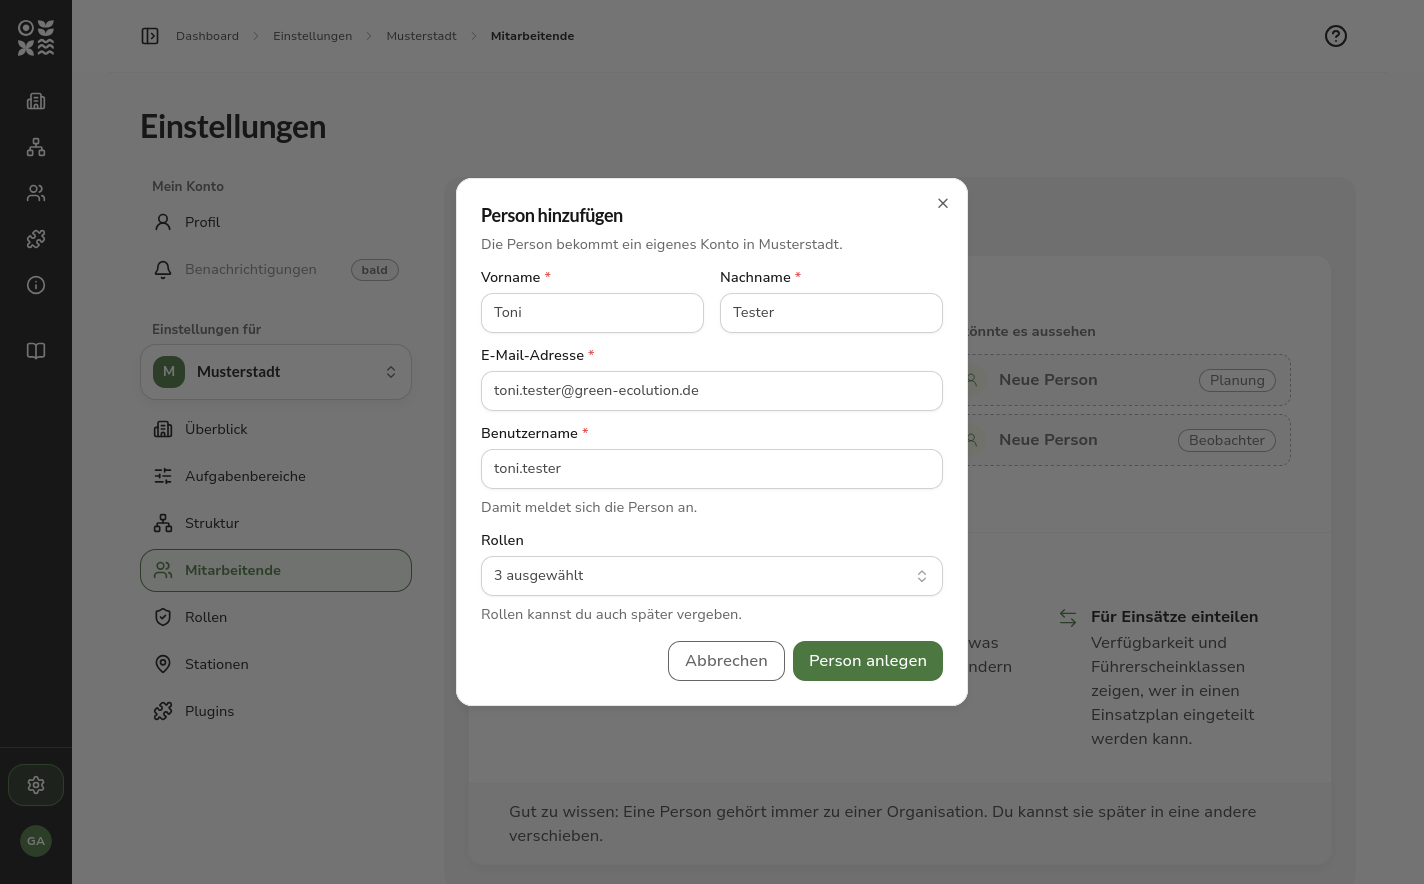 Dashboard
Einstellungen
Musterstadt
Mitarbeitende
Einstellungen
Mein Konto
Profil
Benachrichtigungen
bald
Einstellungen für
M
Musterstadt
Überblick
Aufgabenbereiche
Struktur
Mitarbeitende
Rollen
Stationen
Plugins
GA
Person hinzufügen
Die Person bekommt ein eigenes Konto in Musterstadt.
Vorname *
Nachname *
Toni
Tester
E-Mail-Adresse *
toni.tester@green-ecolution.de
Benutzername *
toni.tester
Damit meldet sich die Person an.
Rollen
3 ausgewählt
Rollen kannst du auch später vergeben.
Abbrechen
Person anlegen
könnte es aussehen
Neue Person
Planung
Neue Person
Beobachter
was
ndern
Für Einsätze einteilen
Verfügbarkeit und
Führerscheinklassen
zeigen, wer in einen
Einsatzplan eingeteilt
werden kann.
Gut zu wissen: Eine Person gehört immer zu einer Organisation. Du kannst sie später in eine andere
verschieben.